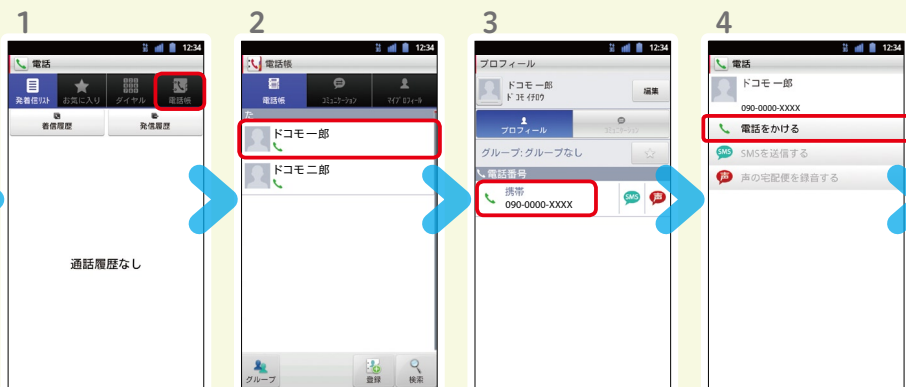 1
12:34
電話
発着信リスト お気に入り ダイヤル 電話帳
着信履歴 発信履歴
通話履歴なし
2
12:34
電話帳
電話帳 コミュニケーション マイプロフィール
た
ドコモ 一郎
ドコモ 二郎
グループ 登録 検索
3
12:34
プロフィール
ドコモ 一郎
ドコモ イチロウ
編集
プロフィール コミュニケーション
グループ: グループなし
電話番号
携帯
090-0000-XXXX
SMS 声
4
12:34
電話
ドコモ 一郎
090-0000-XXXX
電話をかける
SMS SMSを送信する
声 声の宅配便を録音する